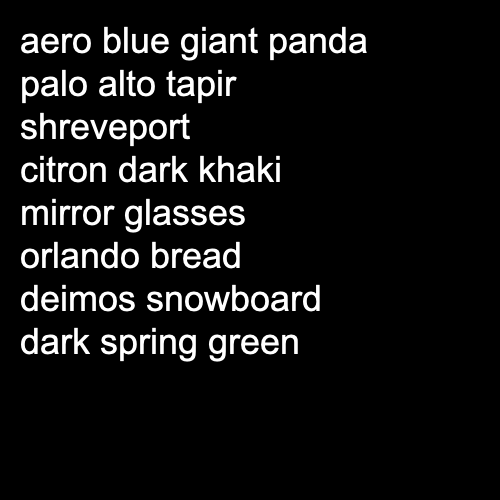 aero blue giant panda
palo alto tapir
shreveport
citron dark khaki
mirror glasses
orlando bread
deimos snowboard
dark spring green